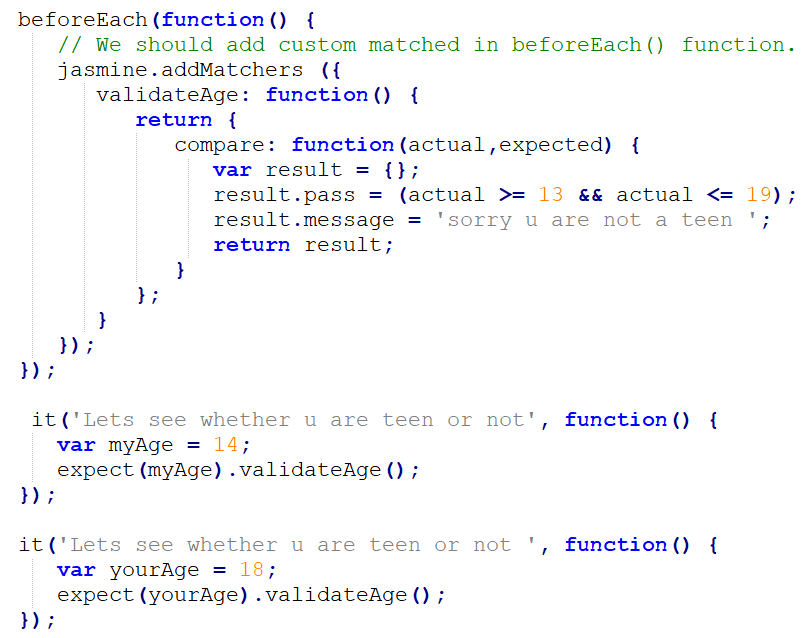 beforeEach(function() {
// We should add custom matched in beforeEach() function.
jasmine.addMatchers ({
validateAge: function() {
return {
compare: function(actual,expected) {
var result = {};
result.pass = (actual >= 13 && actual <= 19);
result.message = 'sorry u are not a teen ';
return result;
}
};
}
});
});
it('Lets see whether u are teen or not', function() {
var myAge = 14;
expect(myAge).validateAge();
});
it('Lets see whether u are teen or not ', function() {
var yourAge = 18;
expect(yourAge).validateAge();
});